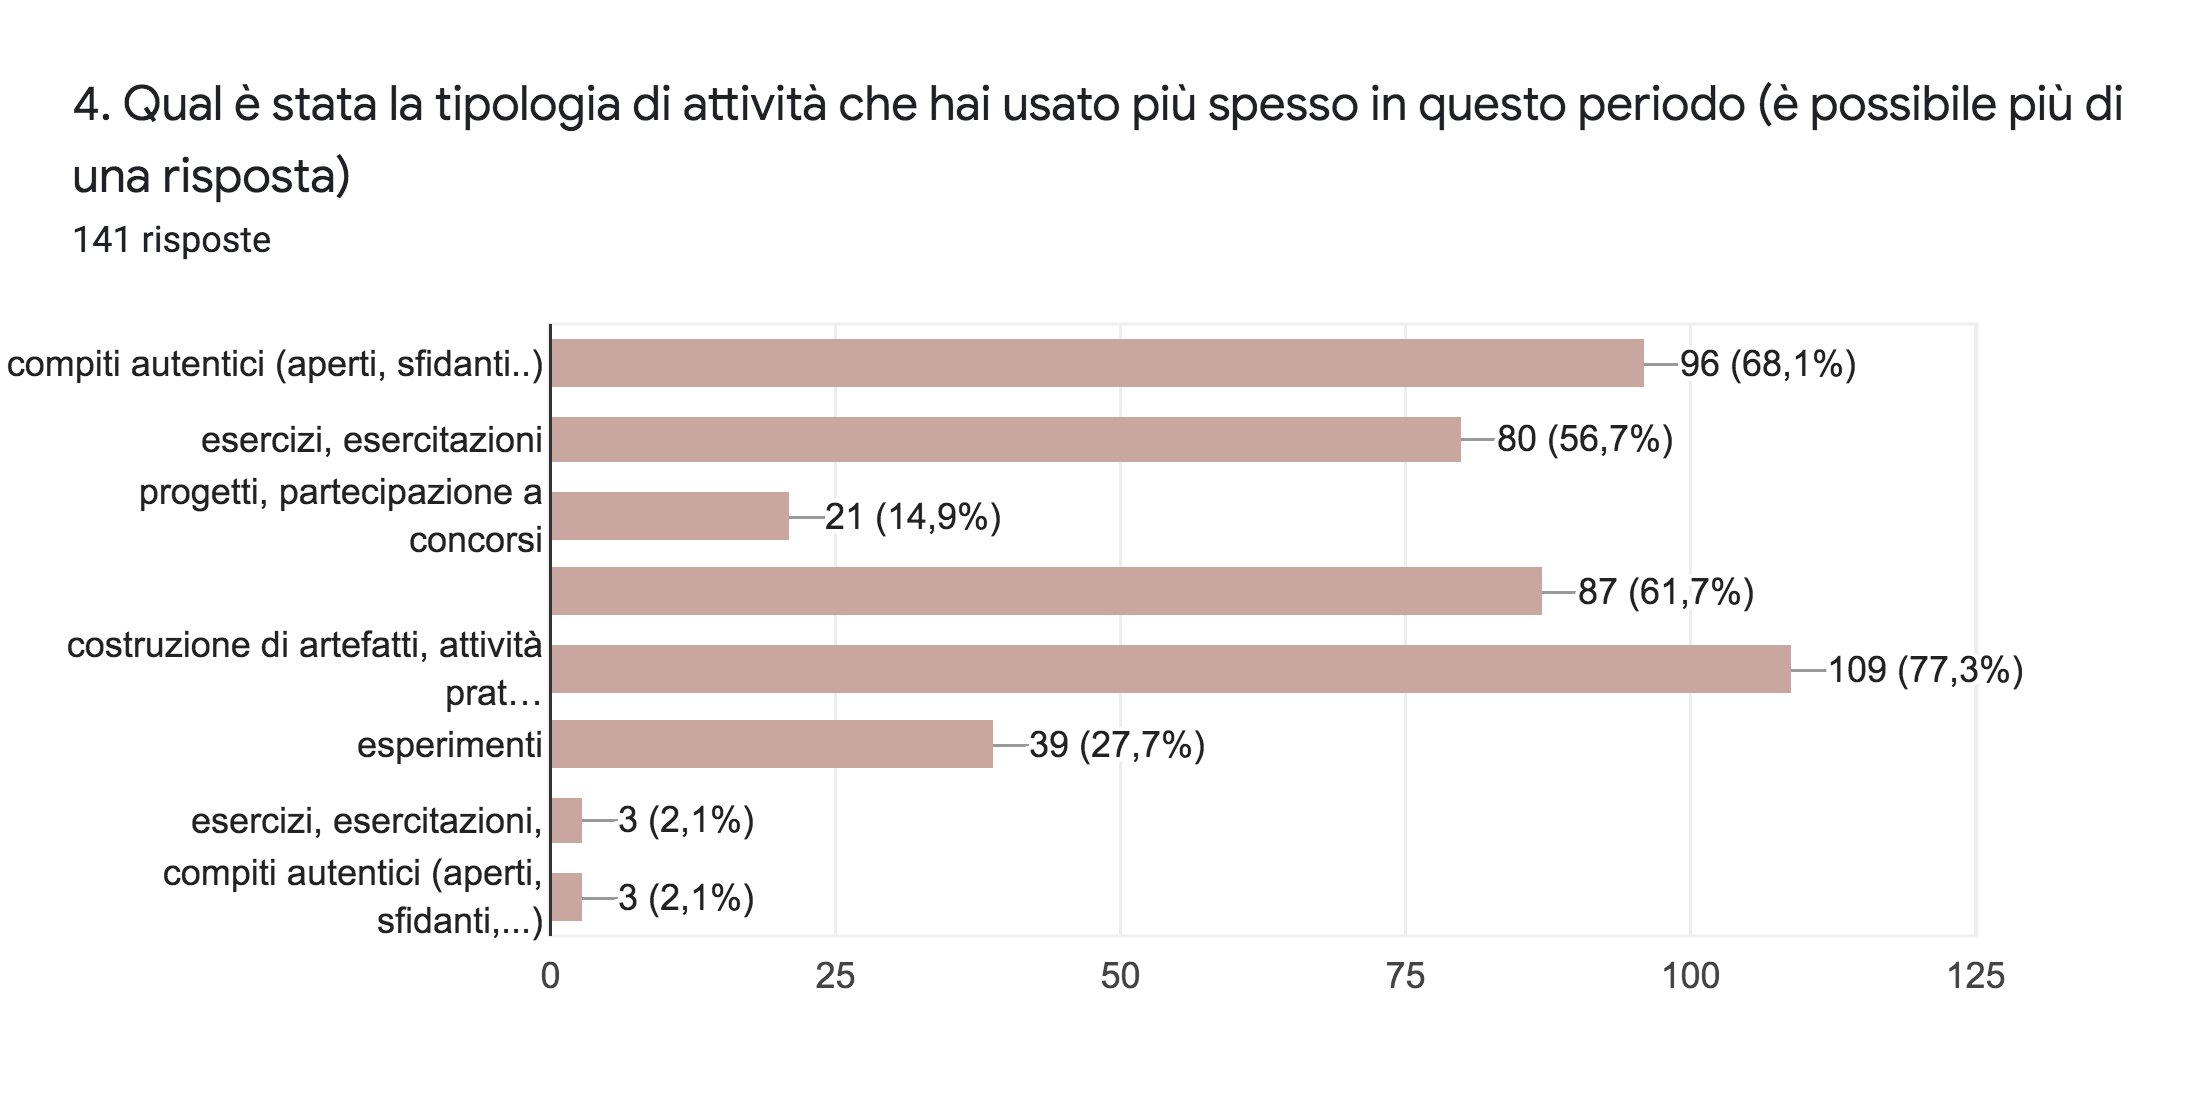 4. Qual è stata la tipologia di attività che hai usato più spesso in questo periodo (è possibile più di
una risposta)
141 risposte
compiti autentici (aperti, sfidanti..)
96 (68,1%)
esercizi, esercitazioni
80 (56,7%)
progetti, partecipazione a
concorsi
21 (14,9%)
87 (61,7%)
costruzione di artefatti, attività
prat…
109 (77,3%)
esperimenti
39 (27,7%)
esercizi, esercitazioni,
3 (2,1%)
compiti autentici (aperti,
sfidanti,...)
3 (2,1%)
0 25 50 75 100 125